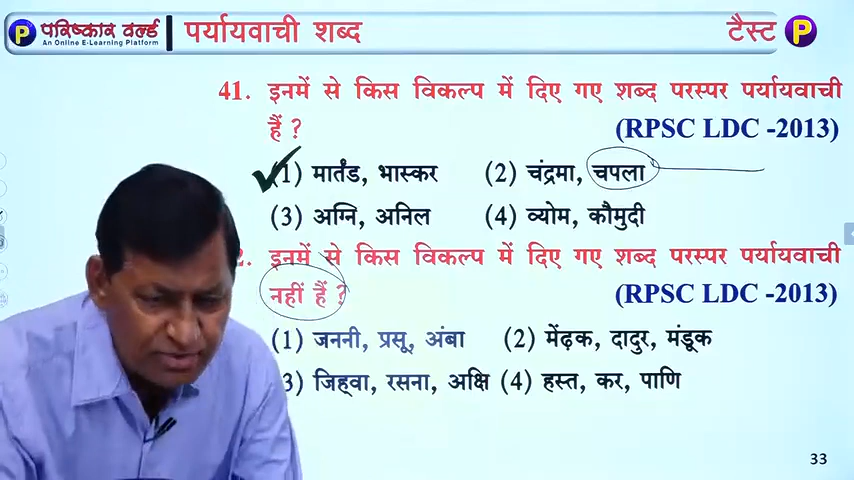 परिष्कार वर्ल्ड
An Online E-Learning Platform
पर्यायवाची शब्द
टैस्ट P
41. इनमें से किस विकल्प में दिए गए शब्द परस्पर पर्यायवाची
हैं ? (RPSC LDC -2013)
(1) मार्तंड, भास्कर (2) चंद्रमा, चपला
(3) अग्नि, अनिल (4) व्योम, कौमुदी
2. इनमें से किस विकल्प में दिए गए शब्द परस्पर पर्यायवाची
नहीं हैं ? (RPSC LDC -2013)
(1) जननी, प्रसू, अंबा (2) मेंढ़क, दादुर, मंडूक
3) जिह्वा, रसना, अक्षि (4) हस्त, कर, पाणि
33